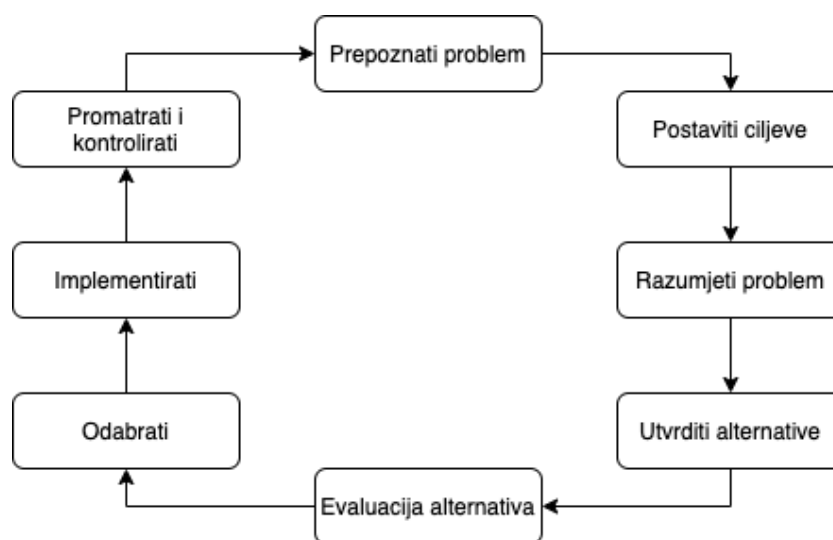 Prepoznati problem
Postaviti ciljeve
Razumjeti problem
Utvrditi alternative
Evaluacija alternativa
Odabrati
Implementirati
Promatrati i
kontrolirati